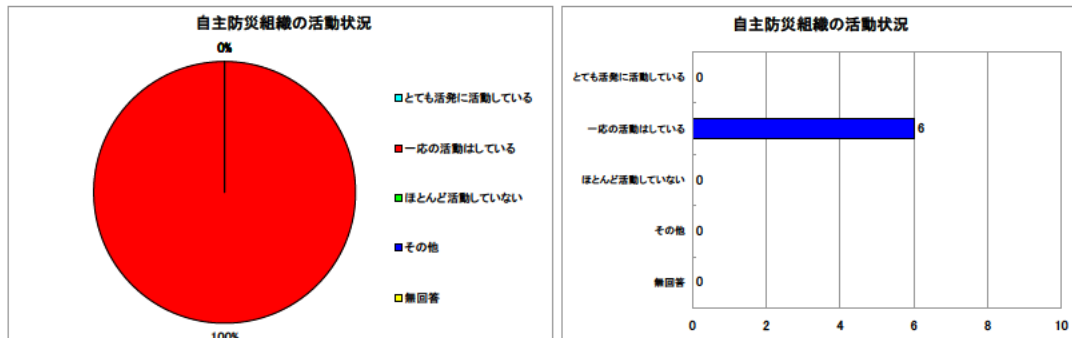 自主防災組織の活動状況
0%
とても活発に活動している
一応の活動はしている
ほとんど活動していない
その他
無回答
100%
自主防災組織の活動状況
とても活発に活動している 0
一応の活動はしている 6
ほとんど活動していない 0
その他 0
無回答 0
0 2 4 6 8 10